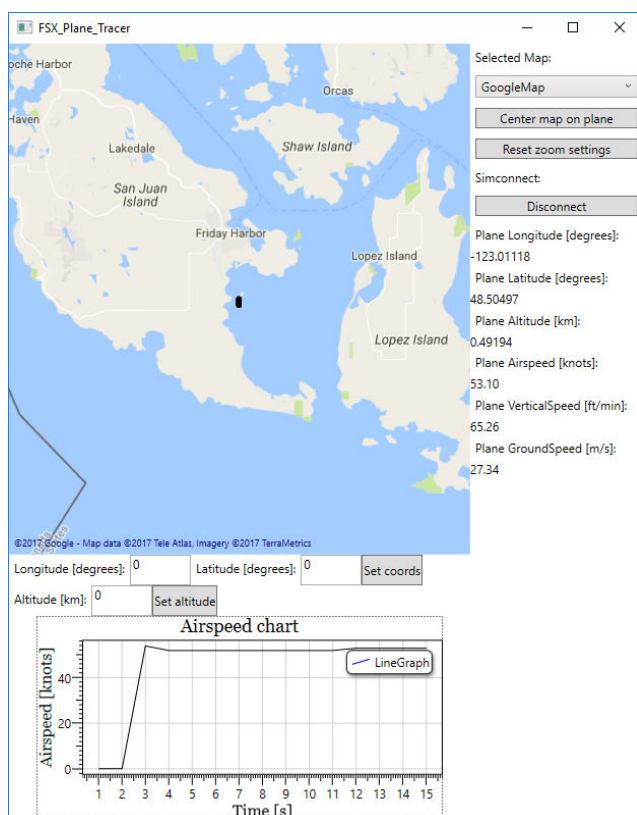 FSX_Plane_Tracer
oche Harbor
Orcas
Haven
Lakedale
Shaw Island
San Juan
Island
Friday Harbor
Lopez Island
Lopez Island
©2017 Google - Map data ©2017 Tele Atlas, Imagery ©2017 TerraMetrics
Selected Map:
GoogleMap
Center map on plane
Reset zoom settings
Simconnect:
Disconnect
Plane Longitude [degrees]:
-123.01118
Plane Latitude [degrees]:
48.50497
Plane Altitude [km]:
0.49194
Plane Airspeed [knots]:
53.10
Plane VerticalSpeed [ft/min]:
65.26
Plane GroundSpeed [m/s]:
27.34
Longitude [degrees]: 0 Latitude [degrees]: 0 Set coords
Altitude [km]: 0 Set altitude
Airspeed chart
LineGraph
Airspeed [knots]
40
20
0
1 2 3 4 5 6 7 8 9 10 11 12 13 14 15
Time [s]